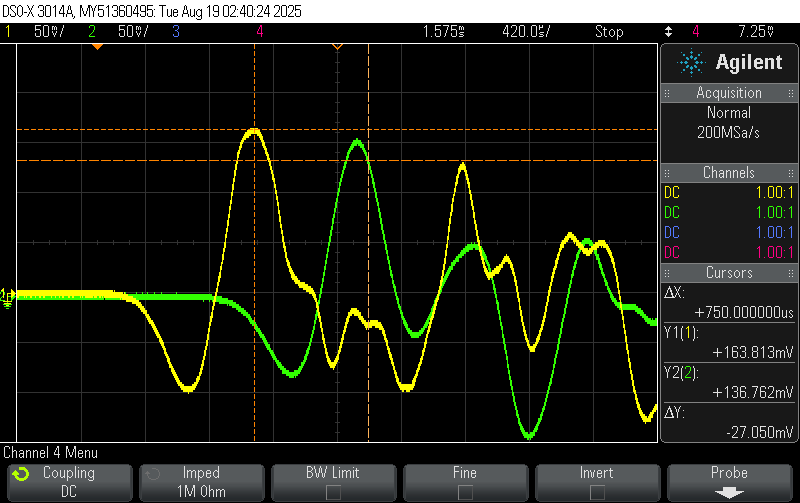 DSO-X 3014A, MY51360495: Tue Aug 19 02:40:24 2025
1 50V/ 2 50V/ 3 4 1.575s 420.0s/ Stop 4 7.25V
Agilent
Acquisition
Normal
200MSa/s
Channels
DC 1.00:1
DC 1.00:1
DC 1.00:1
DC 1.00:1
Cursors
ΔX:
+750.000000us
Y1(1):
+163.813mV
Y2(2):
+136.762mV
ΔY:
-27.050mV
Channel 4 Menu
Coupling
DC
Imped
1M Ohm
BW Limit
Fine
Invert
Probe